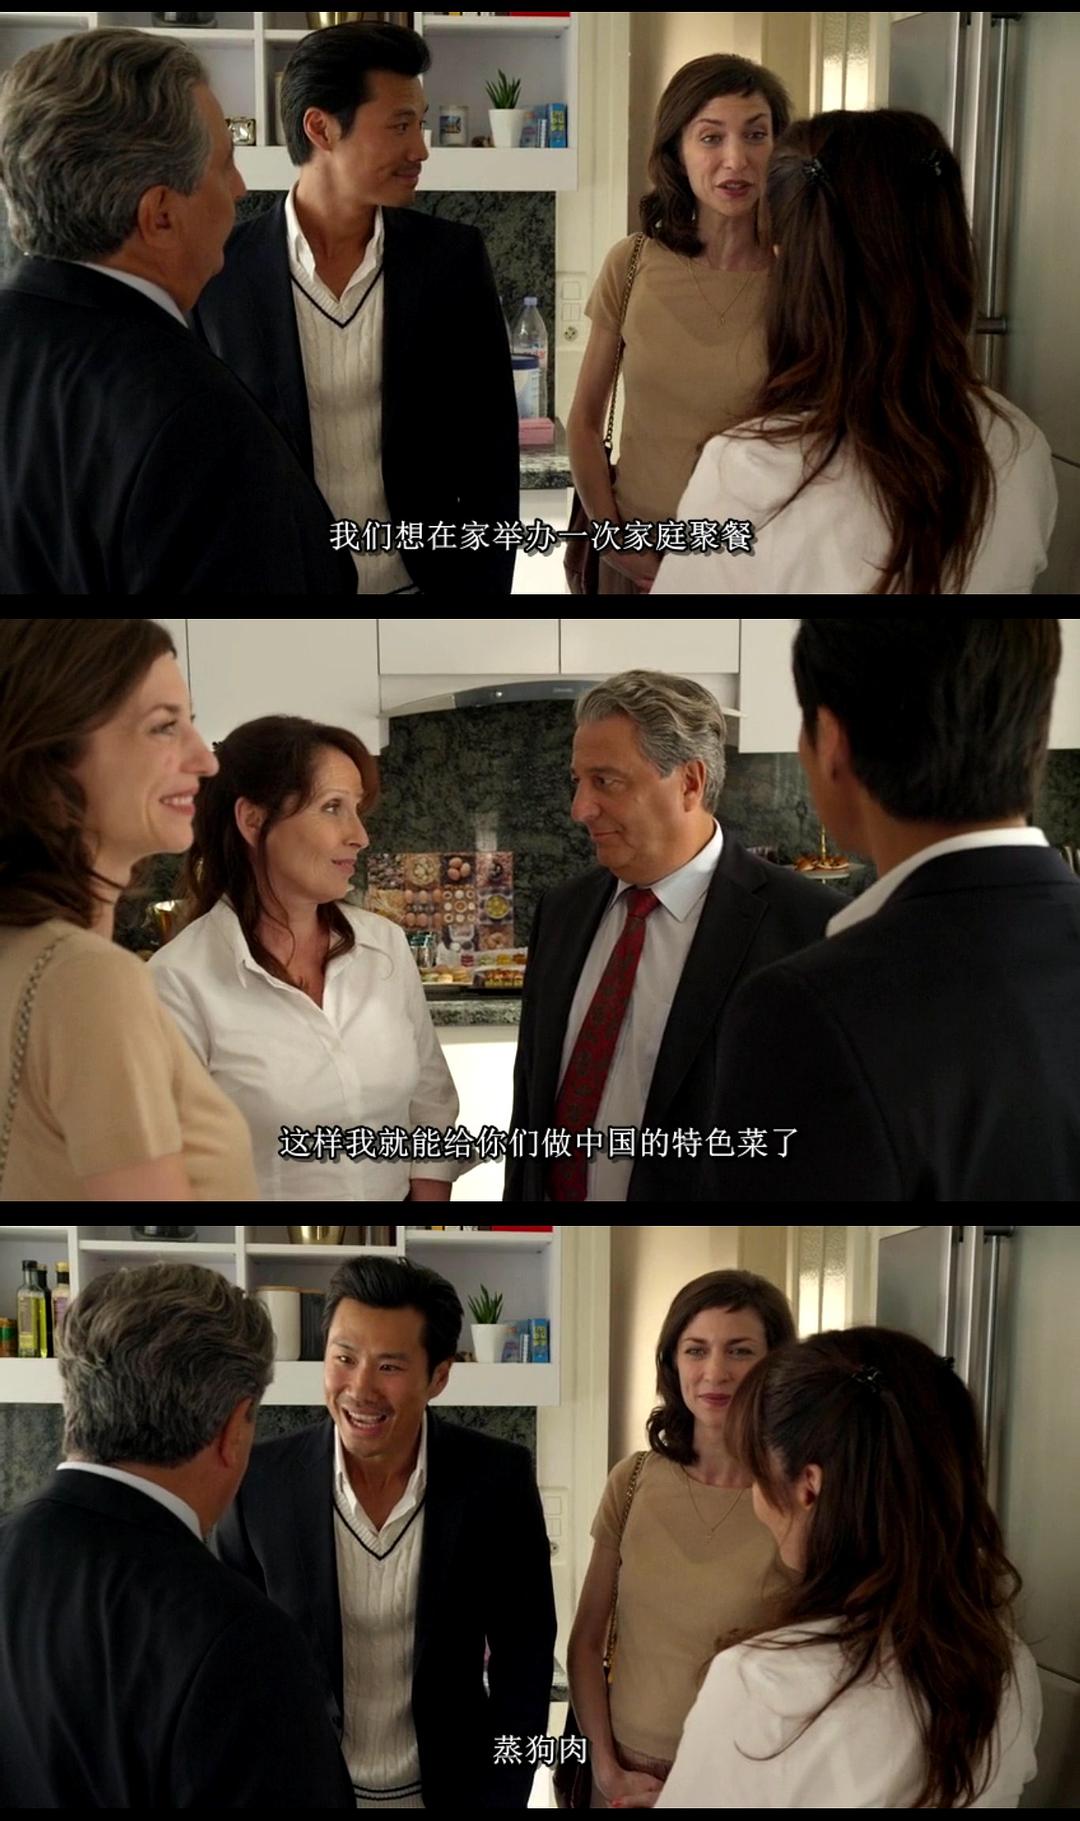 我们想在家举办一次家庭聚餐
这样我就能给你们做中国的特色菜了
蒸狗肉